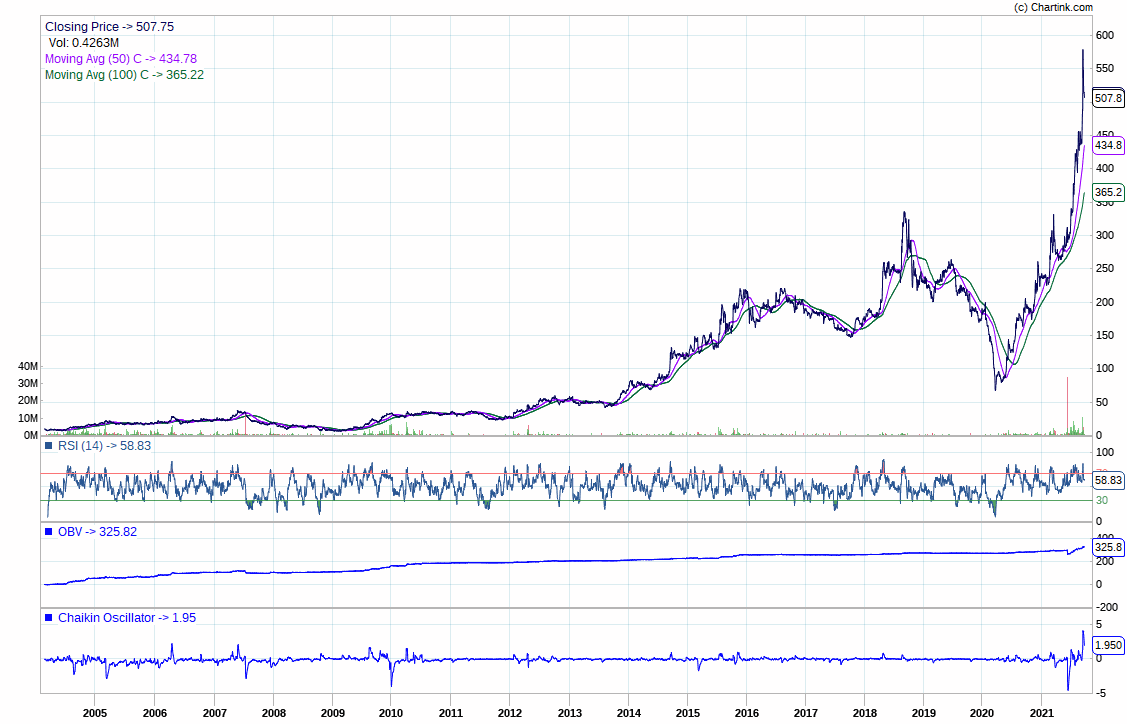 (c) Chartink.com
Closing Price -> 507.75
Vol: 0.4263M
Moving Avg (50) C -> 434.78
Moving Avg (100) C -> 365.22
600
550
507.8
450
434.8
400
365.2
350
300
250
200
150
100
50
0
40M
30M
20M
10M
0M
RSI (14) -> 58.83
100
70
58.83
30
0
OBV -> 325.82
400
325.8
200
0
-200
Chaikin Oscillator -> 1.95
5
1.950
0
-5
2005 2006 2007 2008 2009 2010 2011 2012 2013 2014 2015 2016 2017 2018 2019 2020 2021